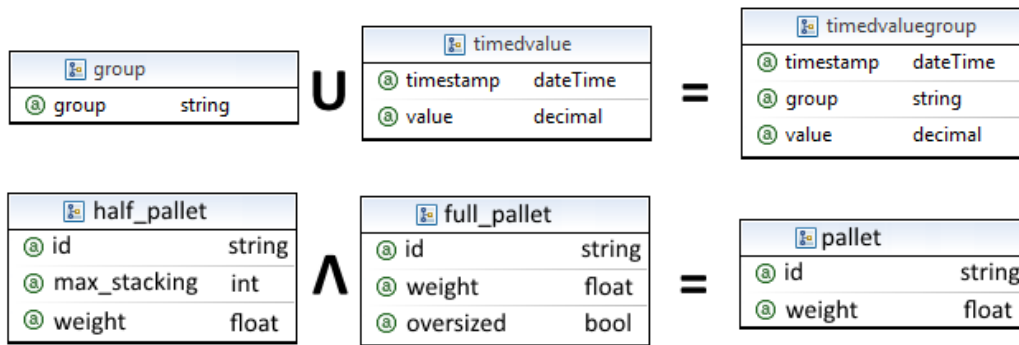 group
group string
U
timedvalue
timestamp dateTime
value decimal
=
timedvaluegroup
timestamp dateTime
group string
value decimal
half_pallet
id string
max_stacking int
weight float
Λ
full_pallet
id string
weight float
oversized bool
=
pallet
id string
weight float